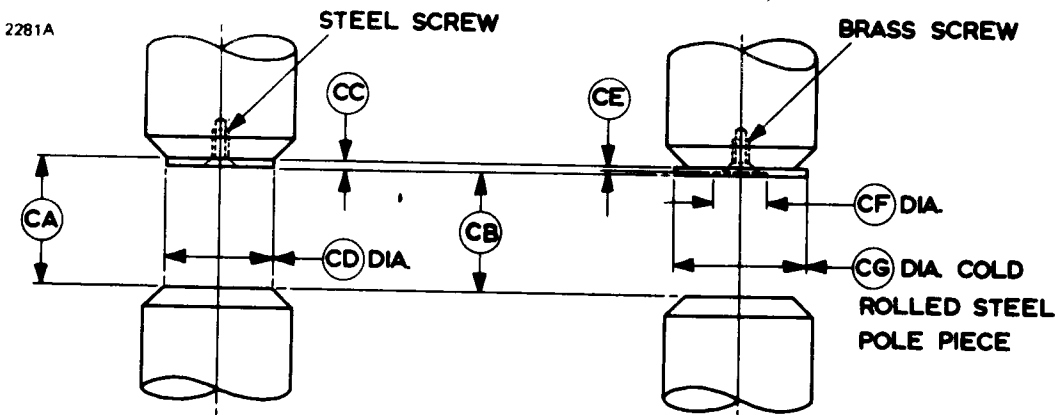 2281A
STEEL SCREW
BRASS SCREW
CC
CE
CA
CB
CF DIA.
CD DIA.
CG DIA. COLD
ROLLED STEEL
POLE PIECE